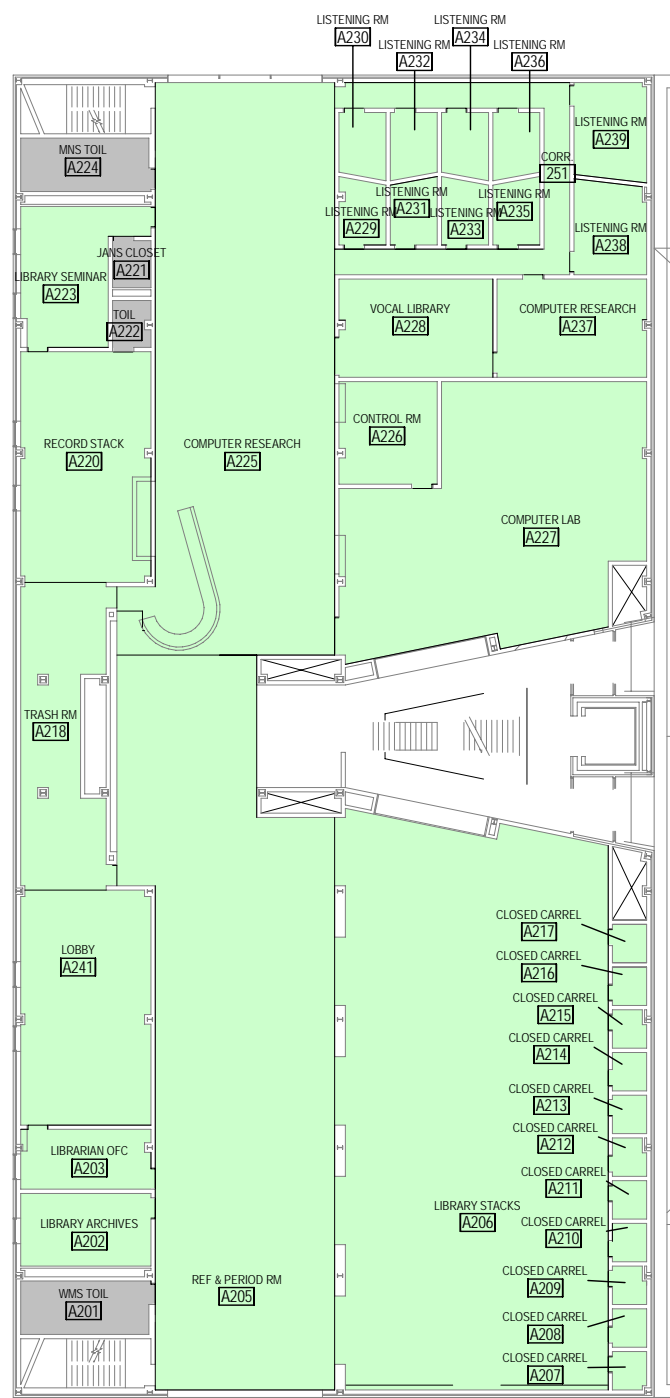 LISTENING RM
A230
LISTENING RM
A232
LISTENING RM
A234
LISTENING RM
A236
LISTENING RM
A239
CORR.
251
MNS TOIL
A224
LISTENING RM
A231
LISTENING RM
A235
LISTENING RM
A229
LISTENING RM
A233
LISTENING RM
A238
JANS CLOSET
A221
LIBRARY SEMINAR
A223
TOIL
A222
VOCAL LIBRARY
A228
COMPUTER RESEARCH
A237
CONTROL RM
A226
RECORD STACK
A220
COMPUTER RESEARCH
A225
COMPUTER LAB
A227
TRASH RM
A218
CLOSED CARREL
A217
LOBBY
A241
CLOSED CARREL
A216
CLOSED CARREL
A215
CLOSED CARREL
A214
CLOSED CARREL
A213
CLOSED CARREL
A212
LIBRARIAN OFC
A203
CLOSED CARREL
A211
LIBRARY STACKS
A206
CLOSED CARREL
A210
LIBRARY ARCHIVES
A202
CLOSED CARREL
A209
REF & PERIOD RM
A205
WMS TOIL
A201
CLOSED CARREL
A208
CLOSED CARREL
A207